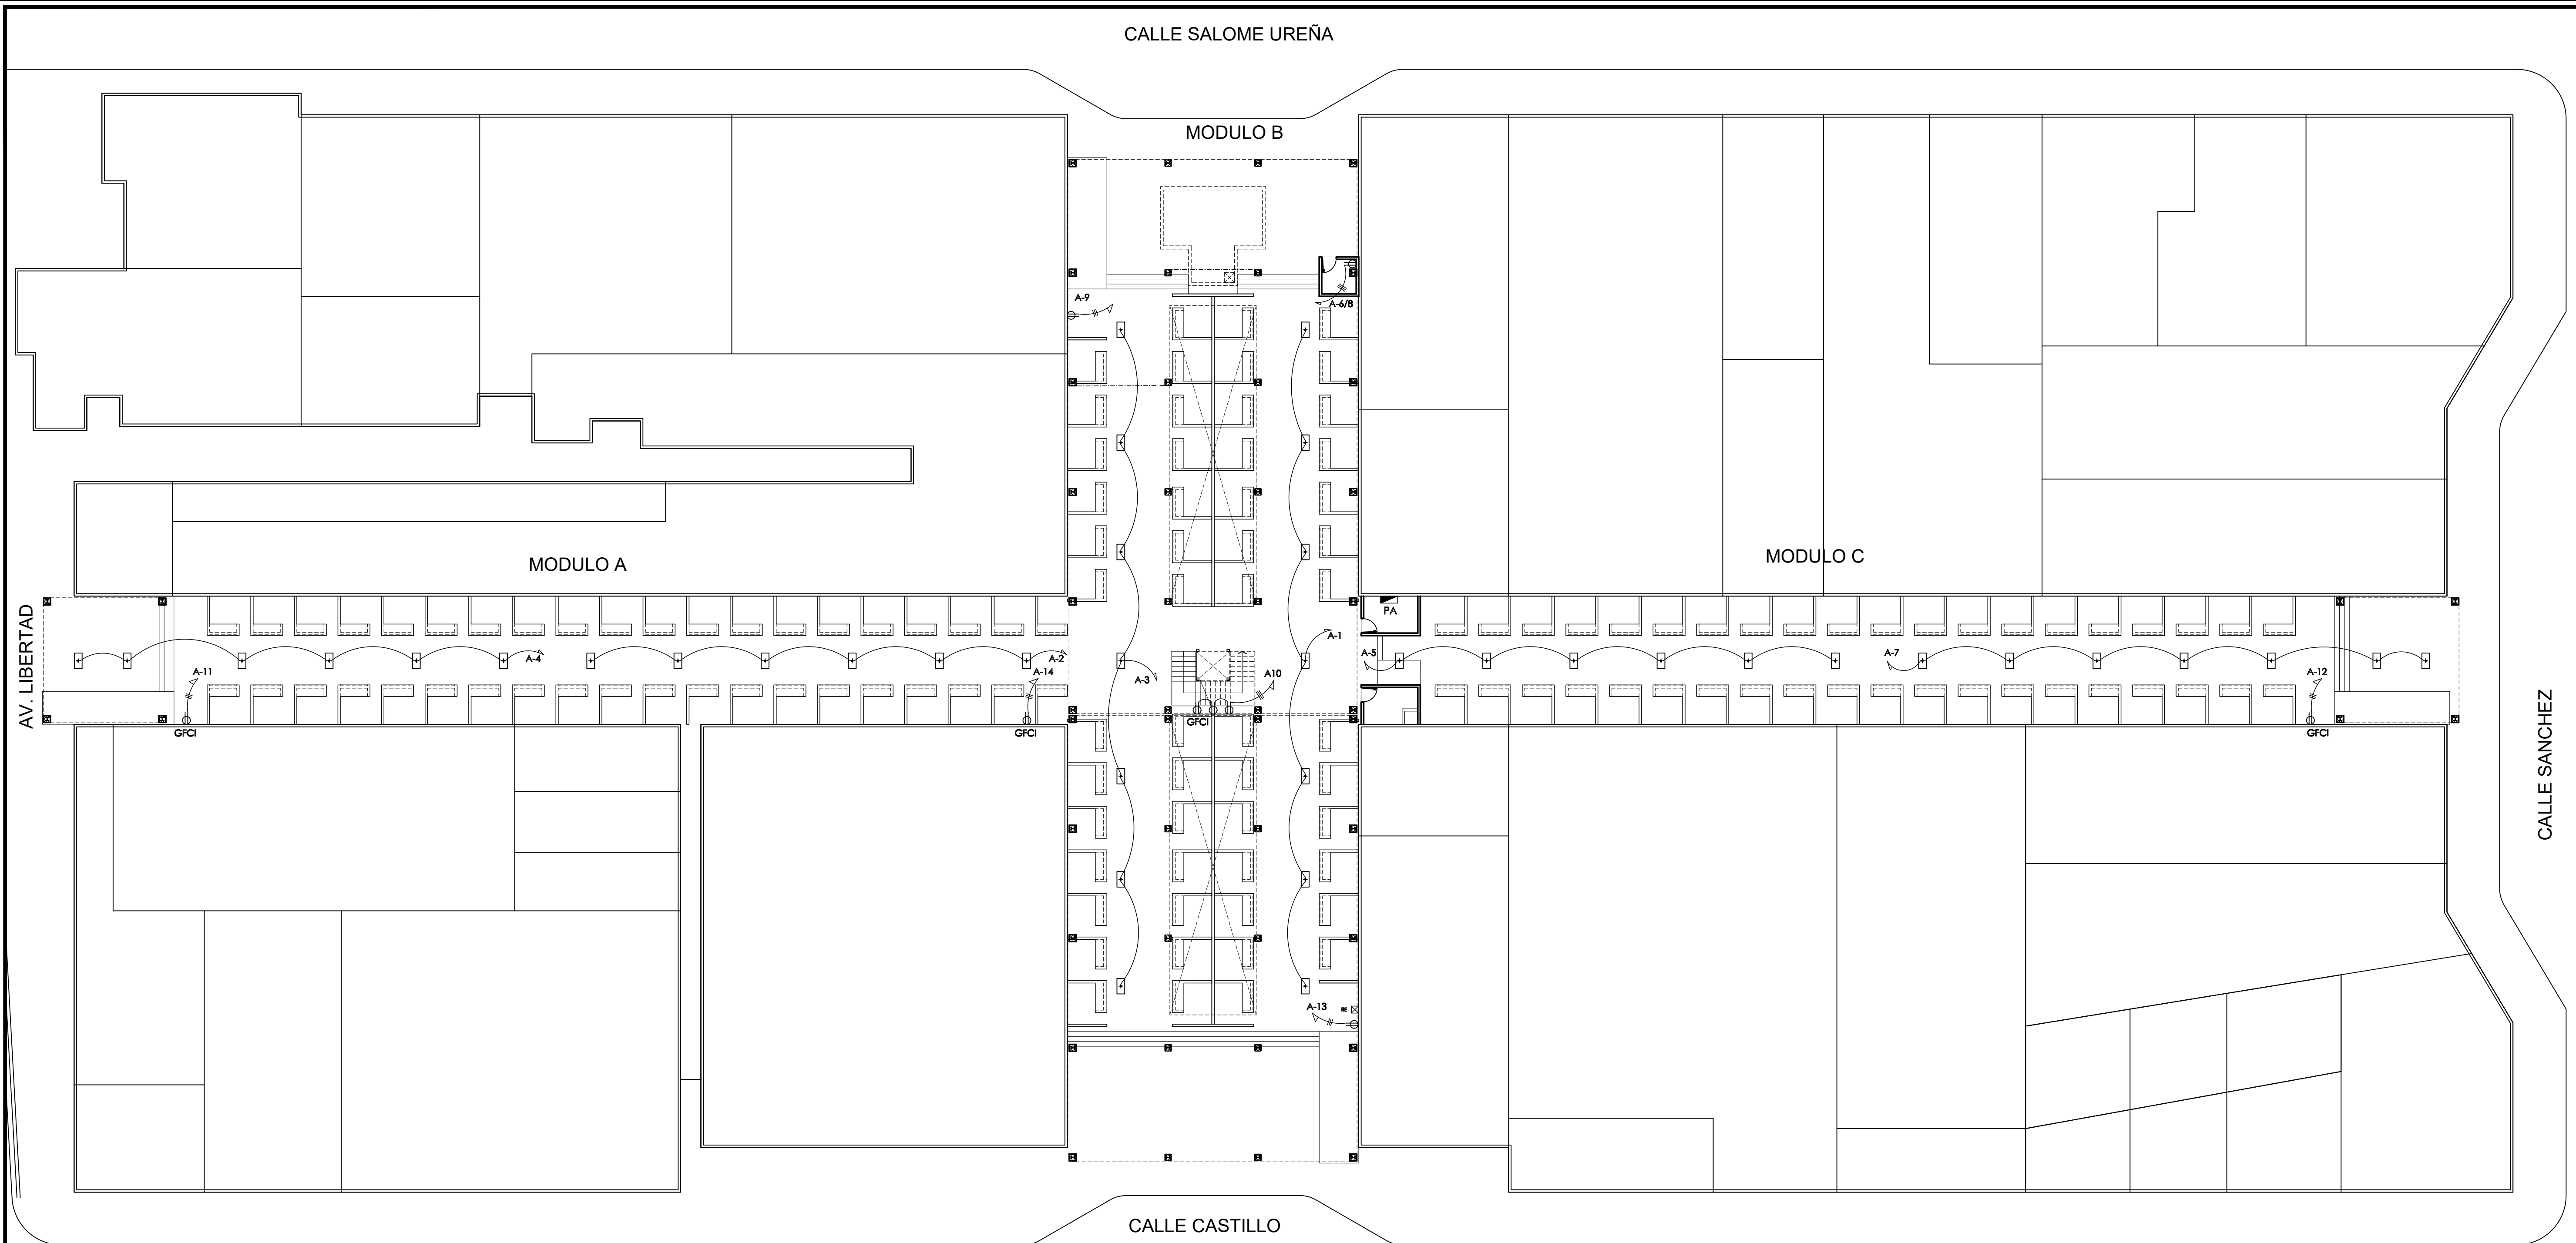 CALLE SALOME UREÑA
MODULO B
A-9
A-6/8
MODULO A
MODULO C
AV. LIBERTAD
PA
A-4
A-2
A-1
A-5
A-7
A-11
A-14
A-3
A10
A-12
GFCI
GFCI
GFCI
GFCI
CALLE SANCHEZ
A-13
CALLE CASTILLO